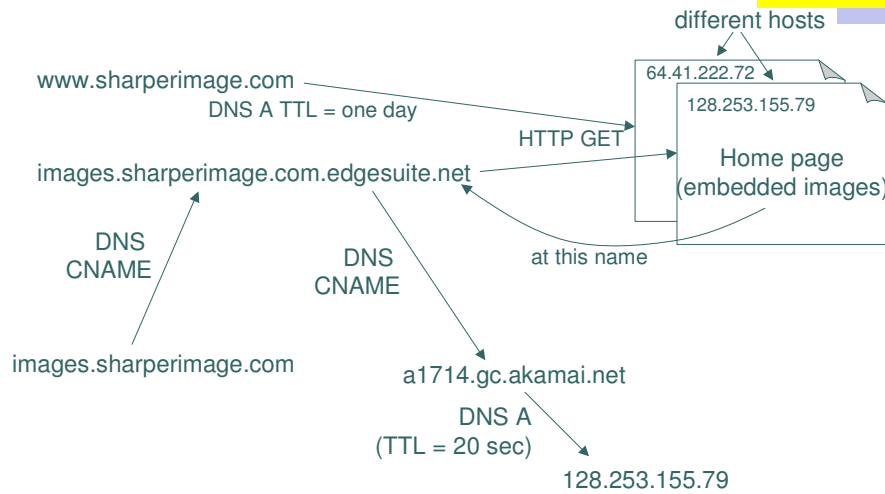 different hosts
64.41.222.72
www.sharperimage.com
DNS A TTL = one day
128.253.155.79
HTTP GET
Home page
(embedded images)
images.sharperimage.com.edgesuite.net
at this name
DNS
CNAME
DNS
CNAME
images.sharperimage.com
a1714.gc.akamai.net
DNS A
(TTL = 20 sec)
128.253.155.79